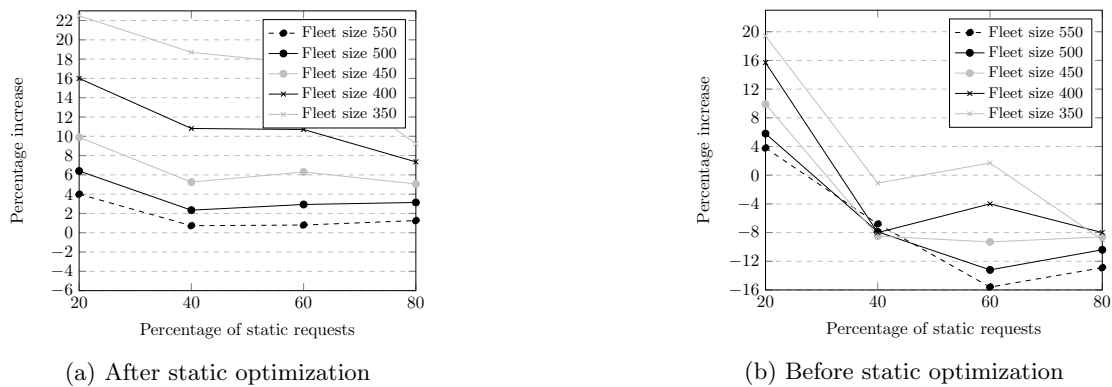 22
20
18
16
14
12
10
8
6
4
2
0
−2
−4
−6
20
40
60
80
Percentage increase
Percentage of static requests
Fleet size 550
Fleet size 500
Fleet size 450
Fleet size 400
Fleet size 350
(a) After static optimization
20
16
12
8
4
0
−4
−8
−12
−16
20
40
60
80
Percentage increase
Percentage of static requests
Fleet size 550
Fleet size 500
Fleet size 450
Fleet size 400
Fleet size 350
(b) Before static optimization